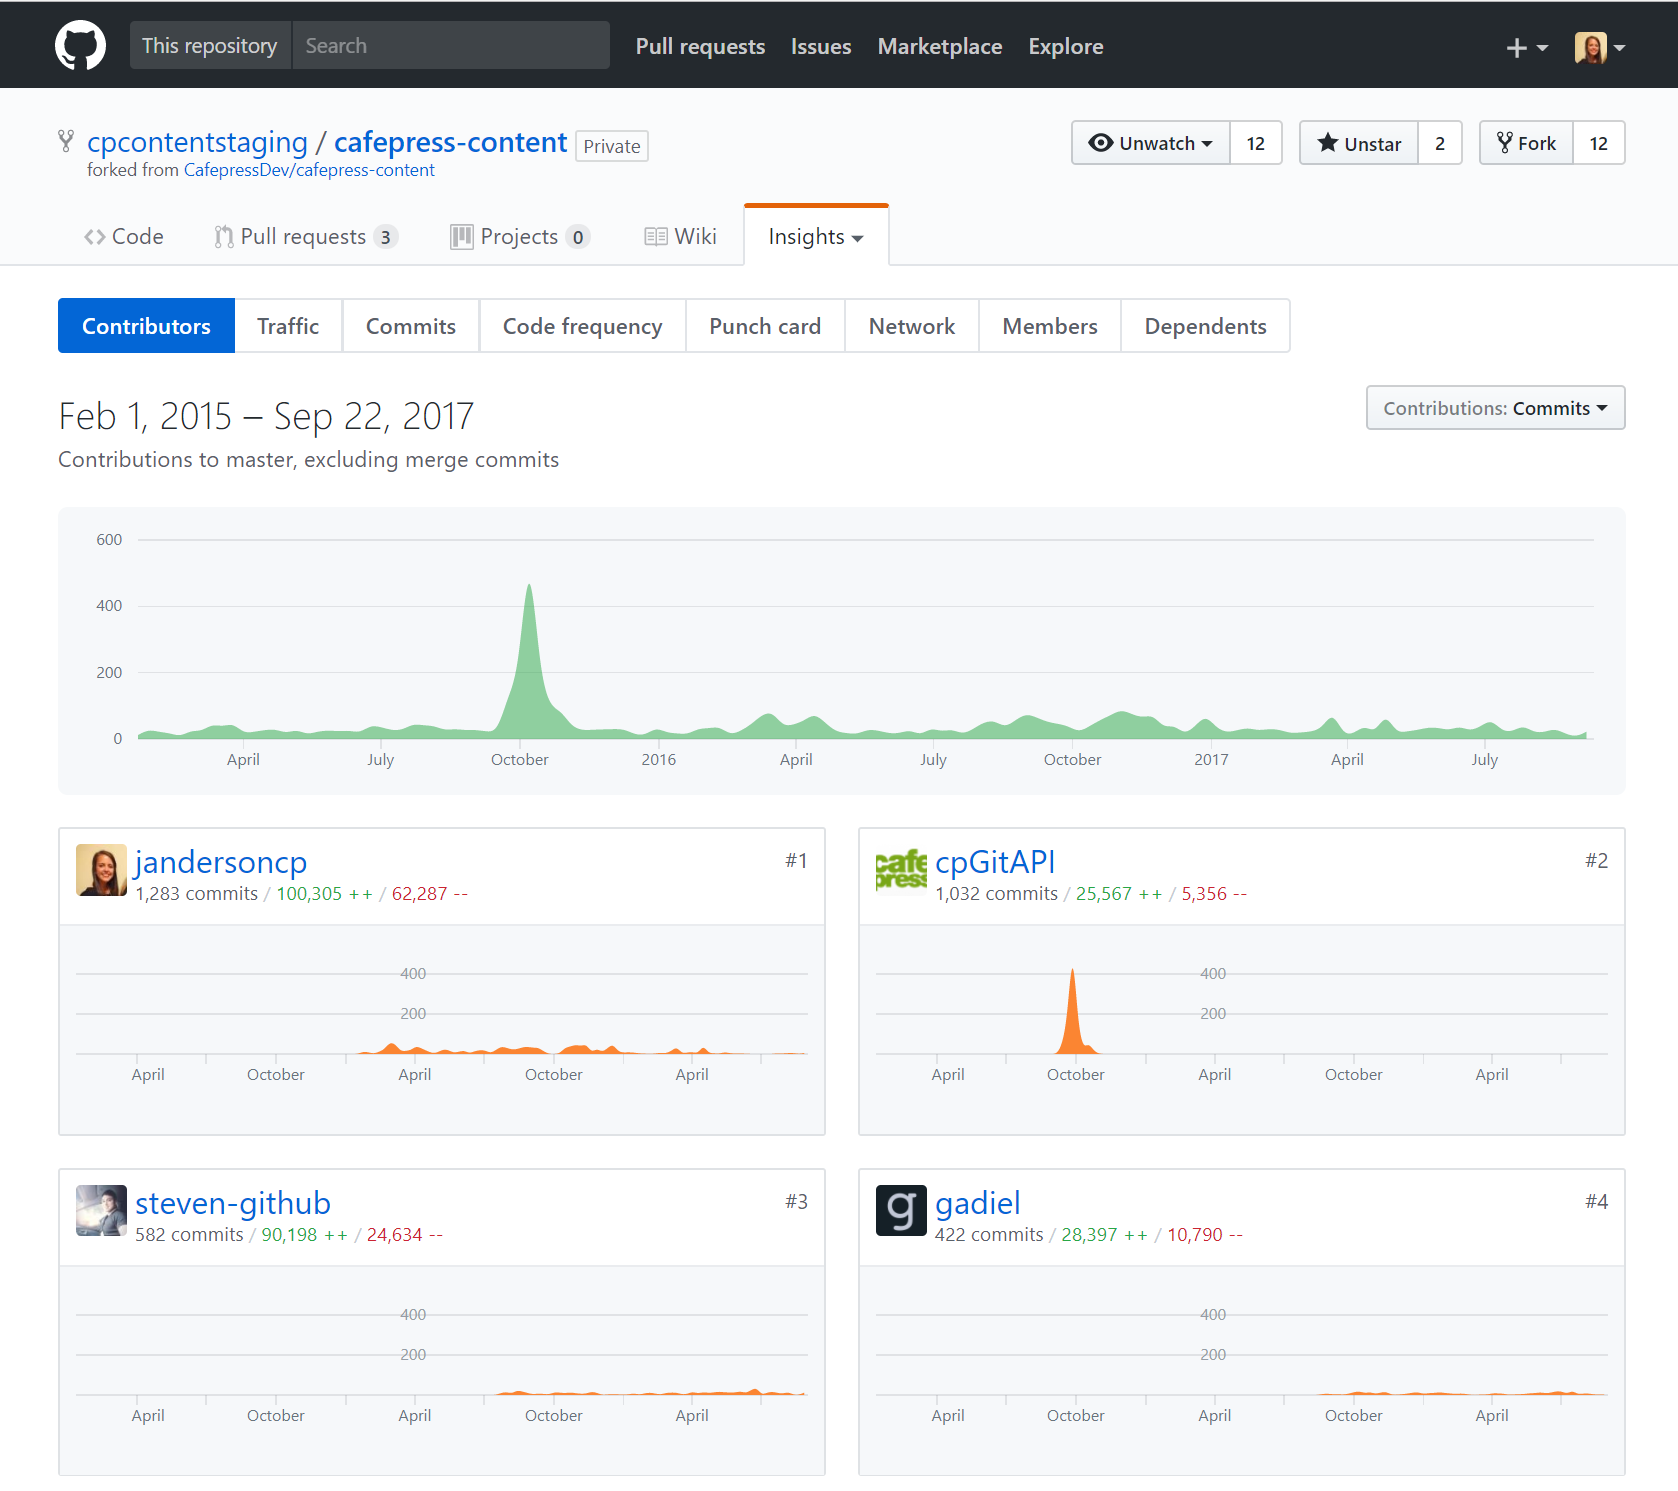 This repository Search Pull requests Issues Marketplace Explore
cpcontentstaging / cafepress-content Private
Unwatch 12 Unstar 2 Fork 12
forked from CafepressDev/cafepress-content
Code Pull requests 3 Projects 0 Wiki Insights
Contributors Traffic Commits Code frequency Punch card Network Members Dependents
Feb 1, 2015 – Sep 22, 2017
Contributions: Commits
Contributions to master, excluding merge commits
600
400
200
0
April July October 2016 April July October 2017 April July
jandersoncp #1
1,283 commits / 100,305 ++ / 62,287 --
400
200
April October April October April
cafe
press
cpGitAPI #2
1,032 commits / 25,567 ++ / 5,356 --
400
200
April October April October April
steven-github #3
582 commits / 90,198 ++ / 24,634 --
400
200
April October April October April
g
gadiel #4
422 commits / 28,397 ++ / 10,790 --
400
200
April October April October April